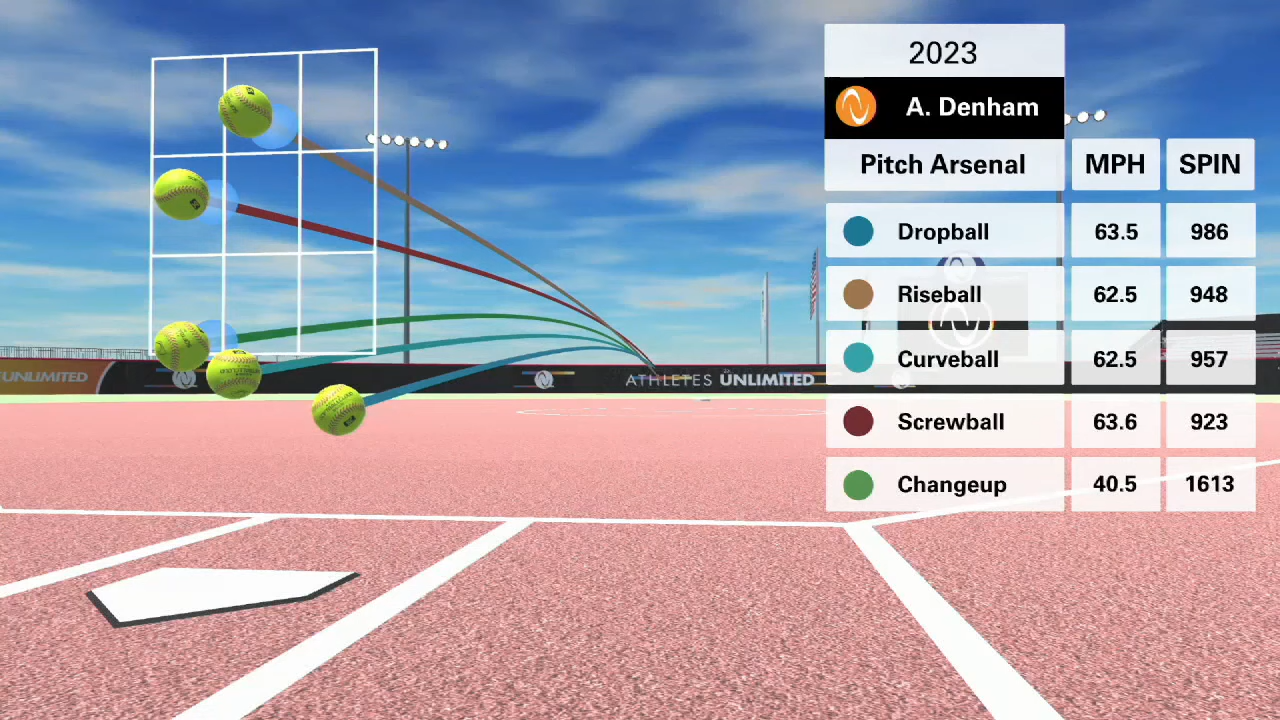 2023
A. Denham
Pitch Arsenal MPH SPIN
Dropball 63.5 986
Riseball 62.5 948
Curveball 62.5 957
Screwball 63.6 923
Changeup 40.5 1613
UNLIMITED
ATHLETES UNLIMITED